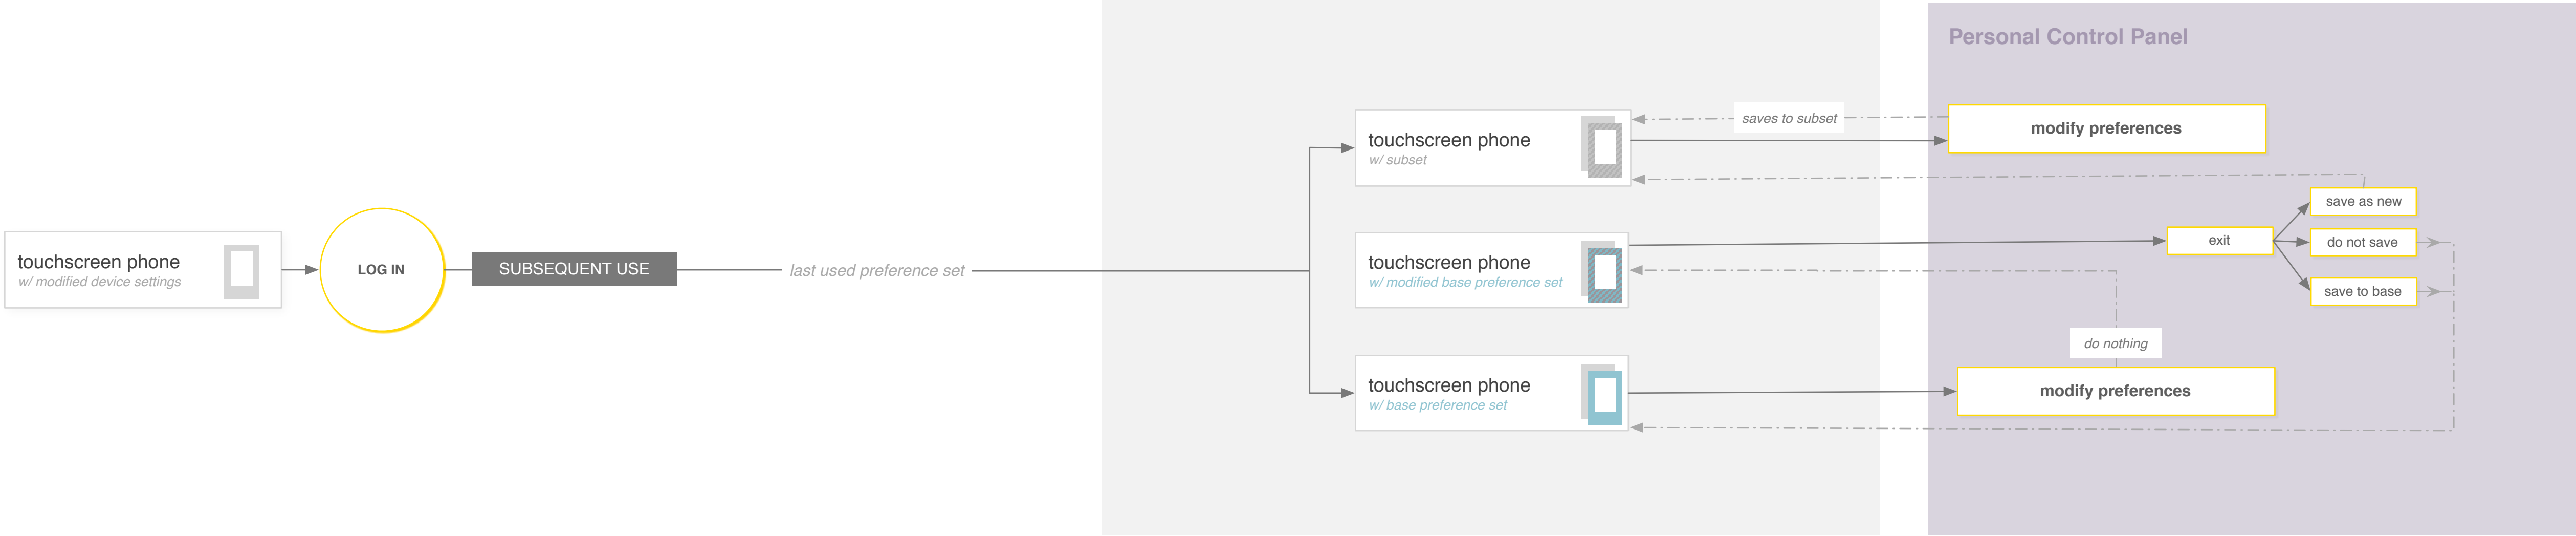 Personal Control Panel
touchscreen phone
w/ modified device settings
LOG IN
SUBSEQUENT USE
last used preference set
touchscreen phone
w/ subset
saves to subset
modify preferences
touchscreen phone
w/ modified base preference set
exit
save as new
do not save
save to base
do nothing
touchscreen phone
w/ base preference set
modify preferences